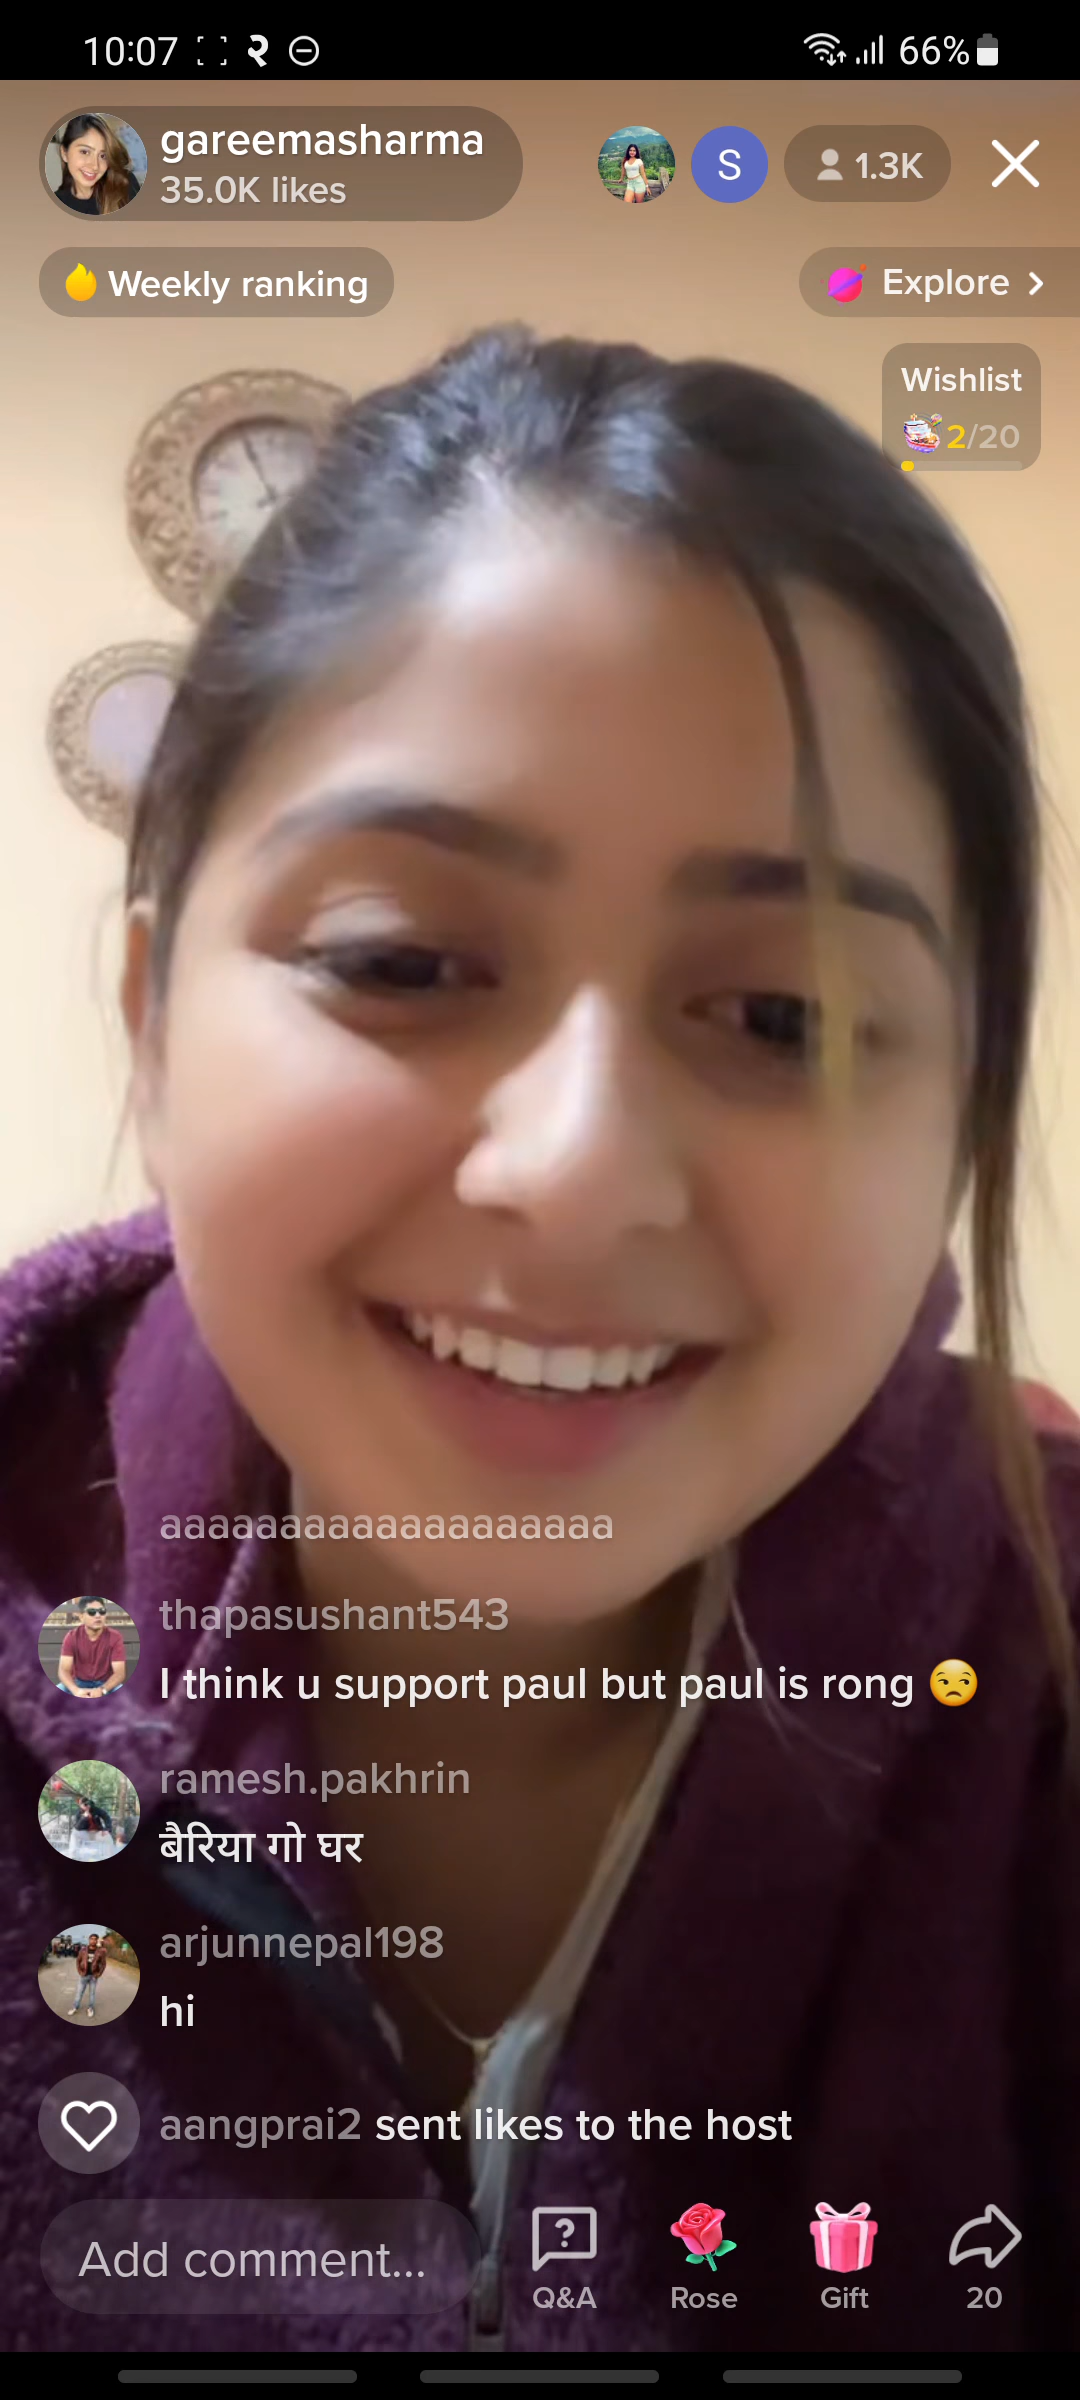 10:07 66%
gareemasharma
35.0K likes
S
1.3K
Weekly ranking
Explore >
Wishlist
2/20
aaaaaaaaaaaaaaaaaaa
thapasushant543
I think u support paul but paul is rong 😒
ramesh.pakhrin
बैरिया गो घर
arjunnepal198
hi
aangprai2 sent likes to the host
Add comment...
Q&A
Rose
Gift
20